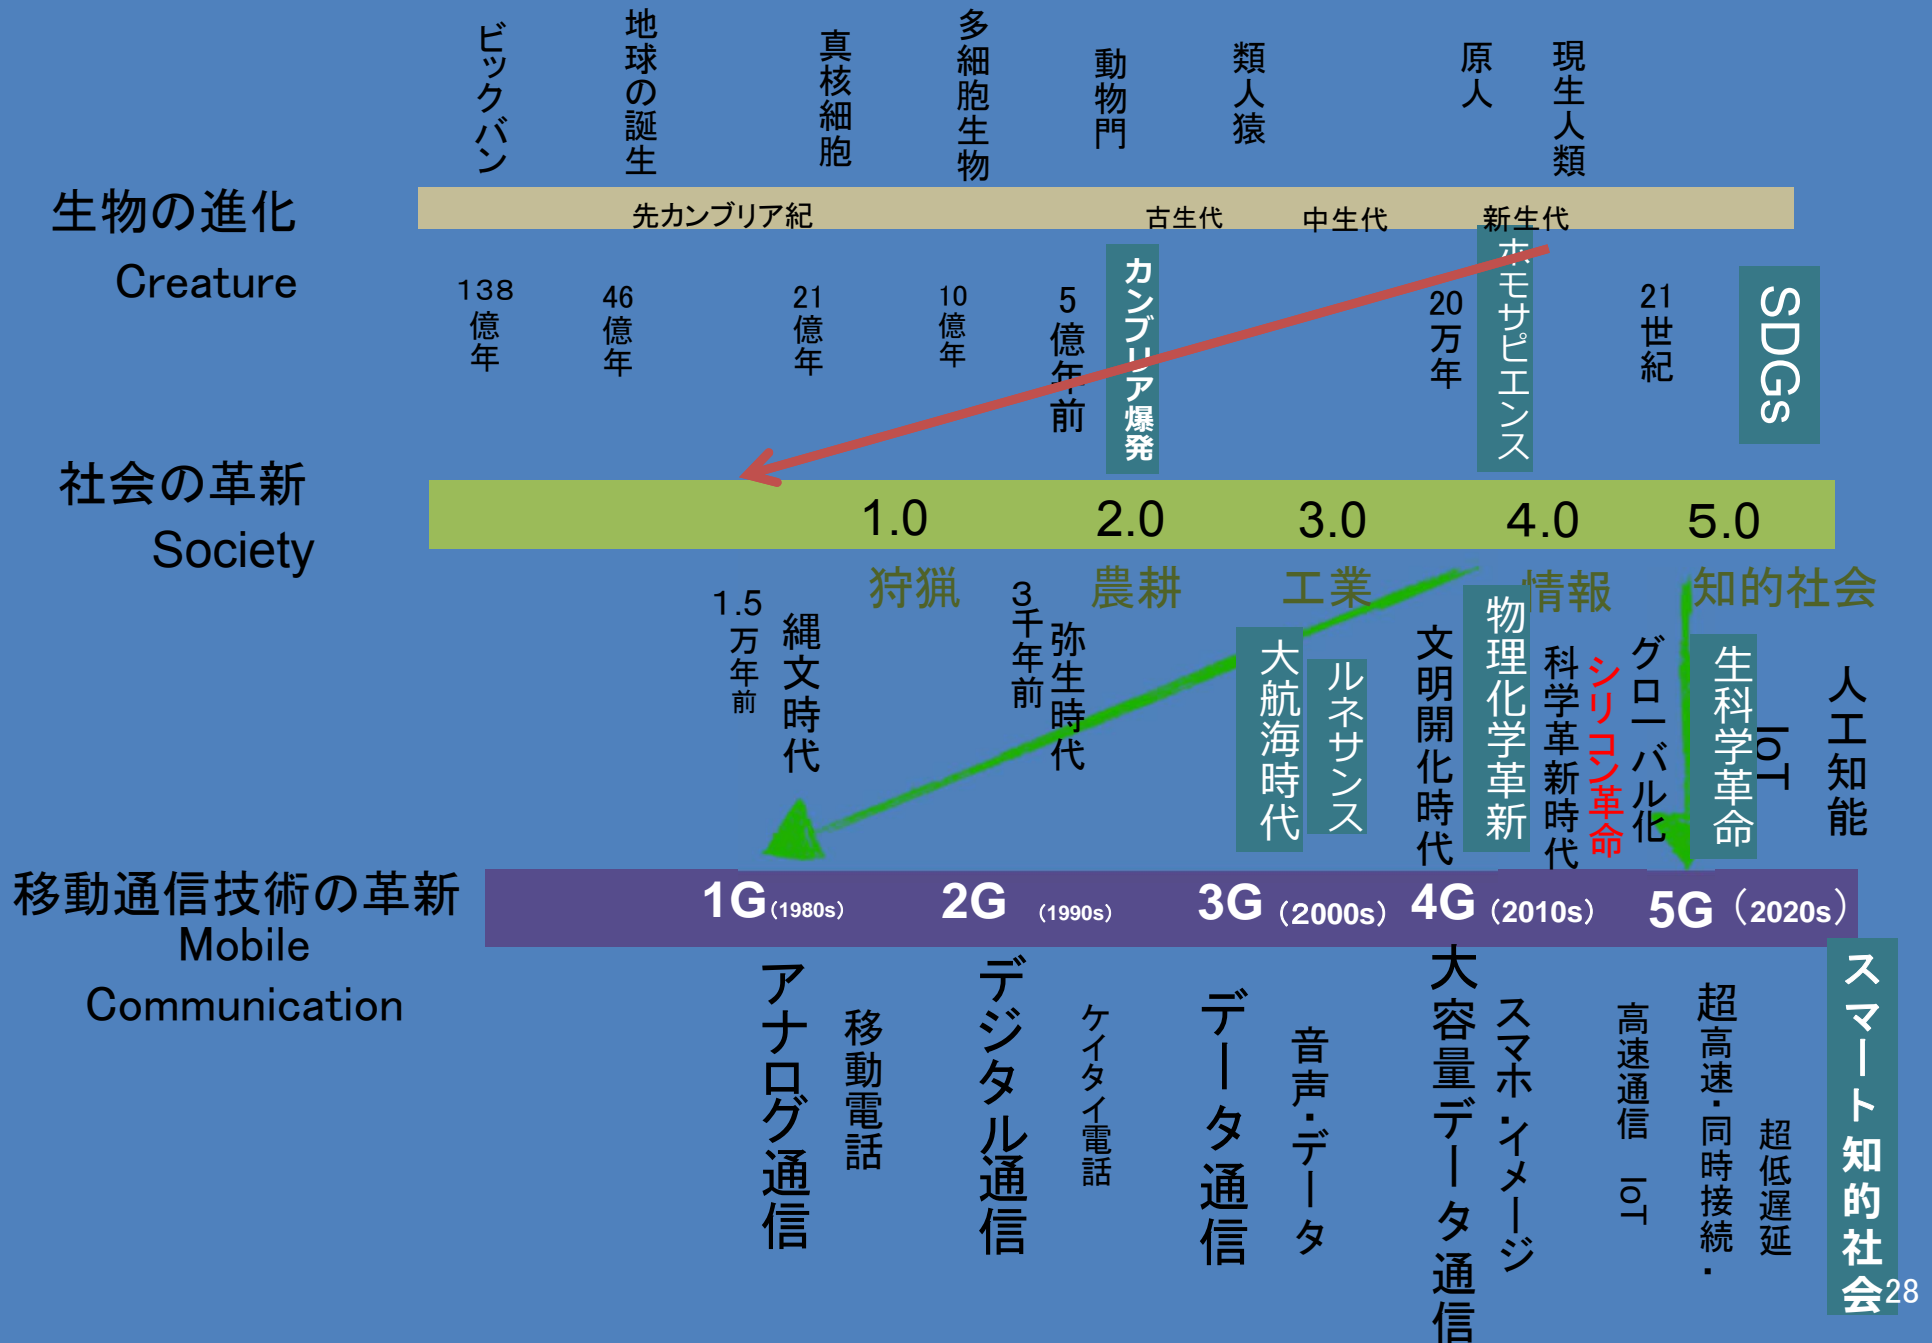 ビックバン
地球の誕生
真核細胞
多細胞生物
動物門
類人猿
原人
現生人類
生物の進化
Creature
先カンブリア紀
古生代
中生代
新生代
138億年
46億年
21億年
10億年
5億年前
カンブリア爆発
20万年
ホモサピエンス
21世紀
SDGs
社会の革新
Society
1.0
2.0
3.0
4.0
5.0
狩猟
農耕
工業
情報
知的社会
1.5万年前
縄文時代
3千年前
弥生時代
大航海時代
ルネサンス
文明開化時代
物理化学革新
科学革新時代
シリコン革命
グローバル化
生科学革命
IoT
人工知能
移動通信技術の革新
Mobile
Communication
1G(1980s)
2G (1990s)
3G (2000s)
4G (2010s)
5G (2020s)
アナログ通信
移動電話
デジタル通信
ケイタイ電話
データ通信
音声・データ
大容量データ通信
スマホ・イメージ
高速通信 IoT
超高速・同時接続・
超低遅延
スマート知的社会
28